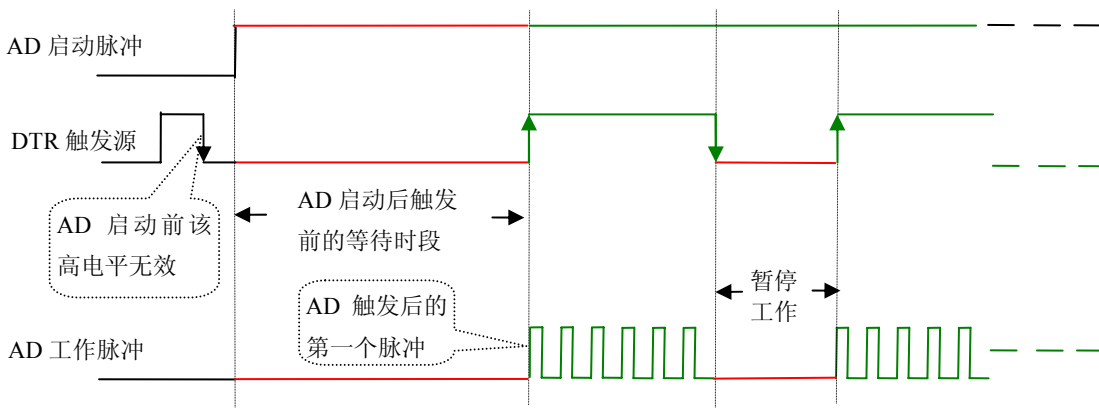 AD 启动脉冲
DTR 触发源
AD 启动前该
高电平无效
AD 启动后触发
前的等待时段
AD 触发后的
第一个脉冲
暂停
工作
AD 工作脉冲